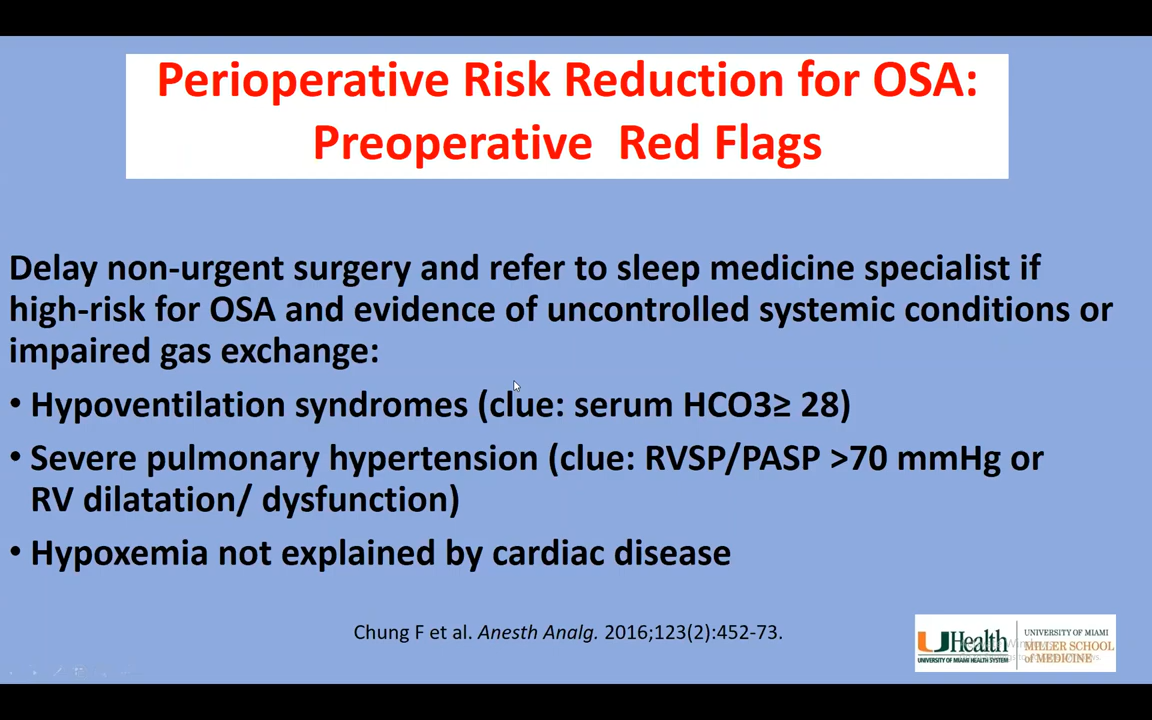 Perioperative Risk Reduction for OSA:
Preoperative Red Flags
Delay non-urgent surgery and refer to sleep medicine specialist if
high-risk for OSA and evidence of uncontrolled systemic conditions or
impaired gas exchange:
• Hypoventilation syndromes (clue: serum HCO3≥ 28)
• Severe pulmonary hypertension (clue: RVSP/PASP >70 mmHg or
RV dilatation/ dysfunction)
• Hypoxemia not explained by cardiac disease
Chung F et al. Anesth Analg. 2016;123(2):452-73.
UHealth
UNIVERSITY OF MIAMI HEALTH SYSTEM
UNIVERSITY OF MIAMI
MILLER SCHOOL
of MEDICINE